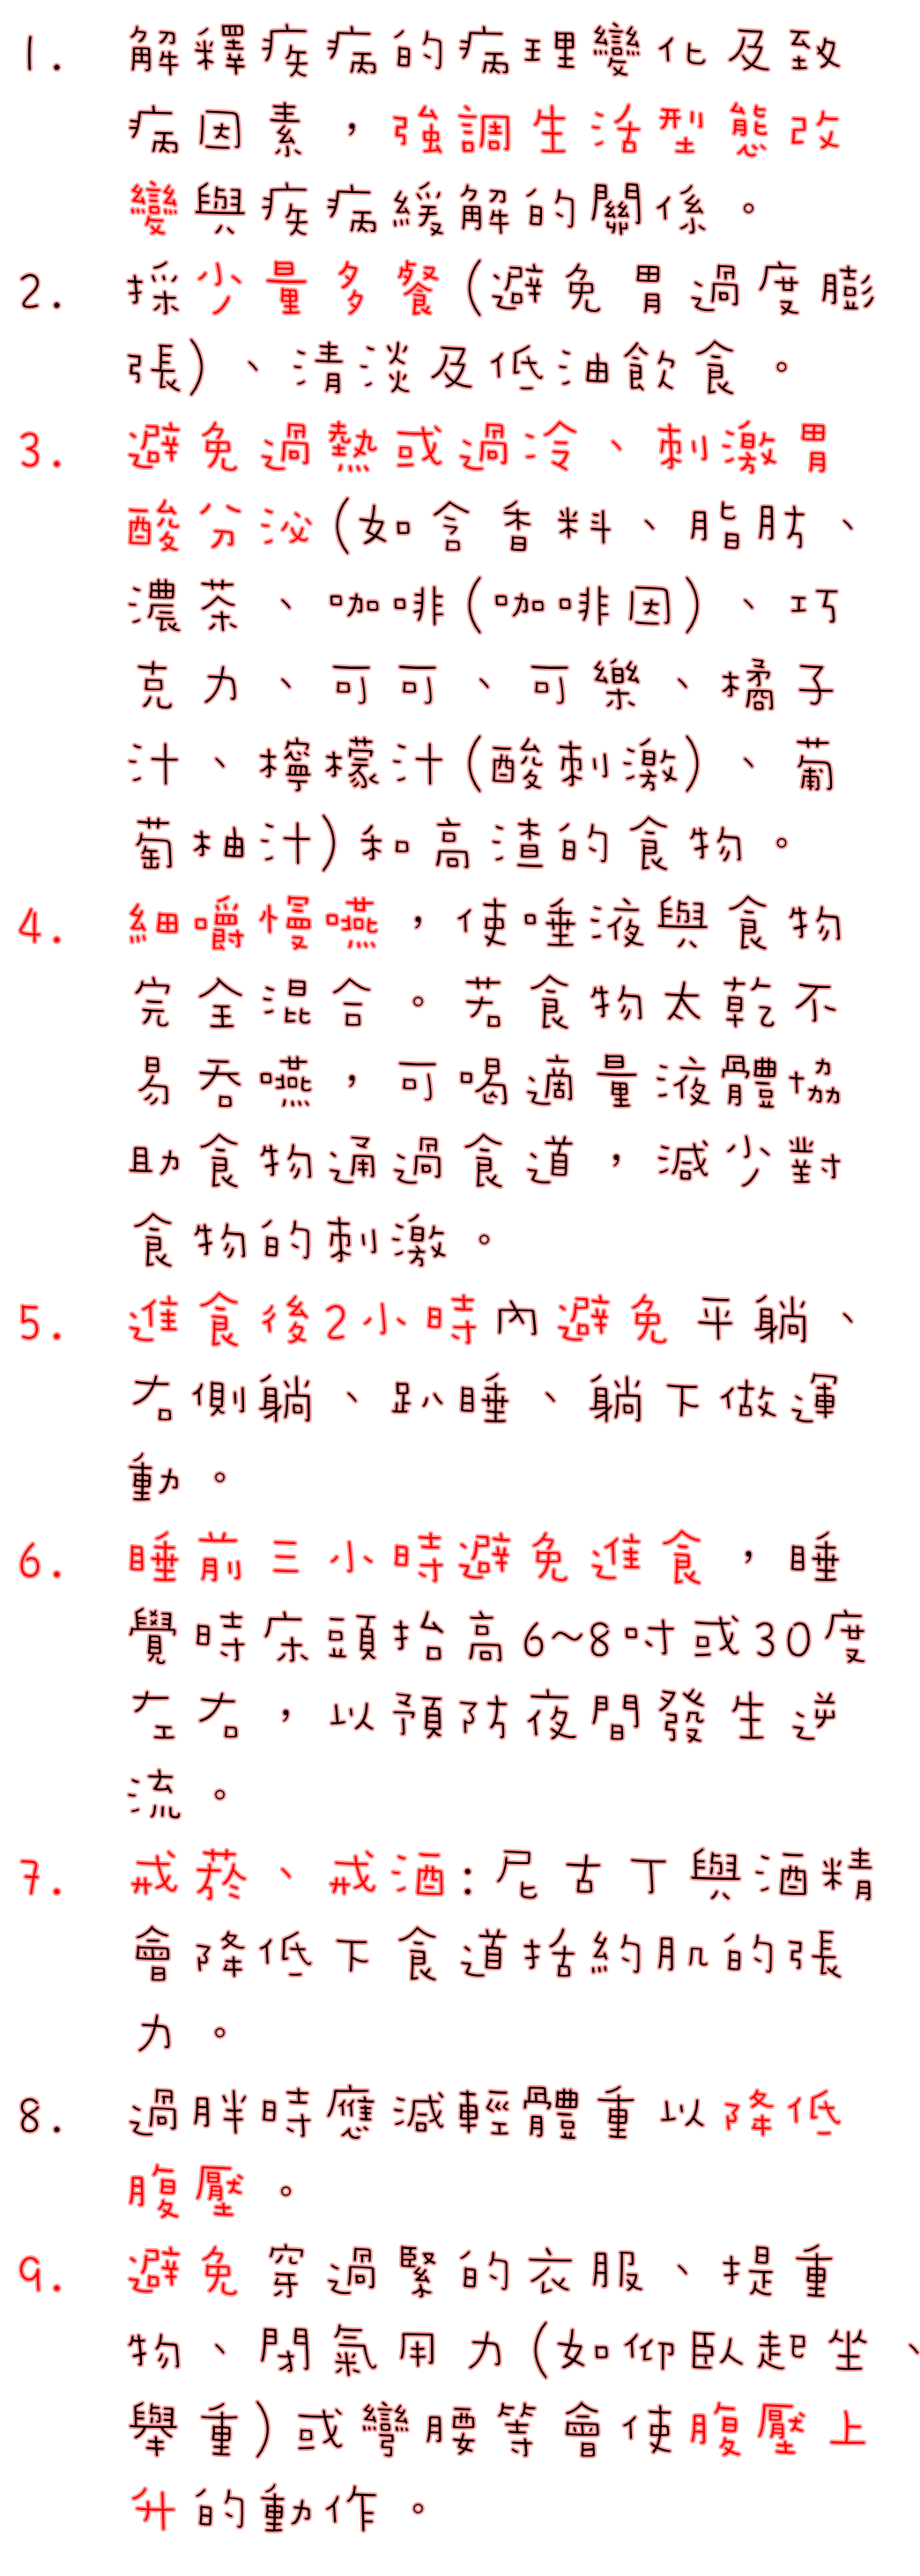 1. 解釋疾病的病理變化及致
病因素，強調生活型態改
變與疾病緩解的關係。
2. 採少量多餐(避免胃過度膨
張)、清淡及低油飲食。
3. 避免過熱或過冷、刺激胃
酸分泌(如含香料、脂肪、
濃茶、咖啡(咖啡因)、巧
克力、可可、可樂、橘子
汁、檸檬汁(酸刺激)、葡
萄柚汁)和高渣的食物。
4. 細嚼慢嚥，使唾液與食物
完全混合。若食物太乾不
易吞嚥，可喝適量液體協
助食物通過食道，減少對
食物的刺激。
5. 進食後2小時內避免平躺、
右側躺、趴睡、躺下做運
動。
6. 睡前三小時避免進食，睡
覺時床頭抬高6~8吋或30度
左右，以預防夜間發生逆
流。
7. 戒菸、戒酒:尼古丁與酒精
會降低下食道括約肌的張
力。
8. 過胖時應減輕體重以降低
腹壓。
9. 避免穿過緊的衣服、提重
物、閉氣用力(如仰臥起坐、
舉重)或彎腰等會使腹壓上
升的動作。